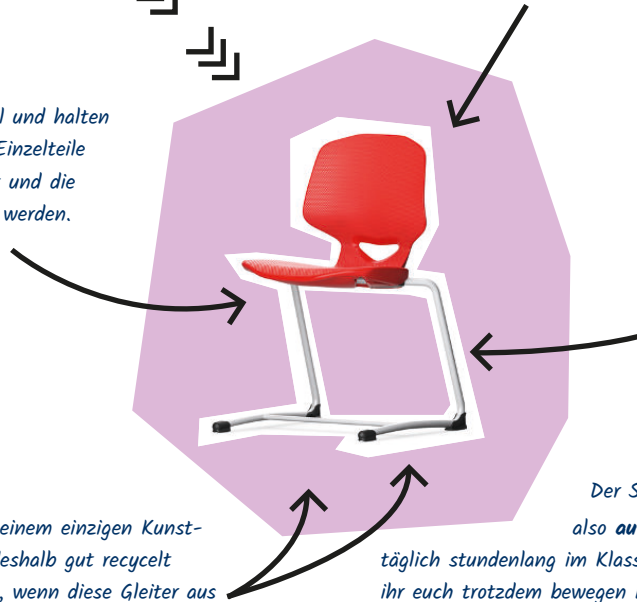 und halten
Einzelteile
und die
werden.
einem einzigen Kunst-
deshalb gut recycelt
, wenn diese Gleiter aus
Der S
also au
täglich stundenlang im Klass
ihr euch trotzdem bewegen